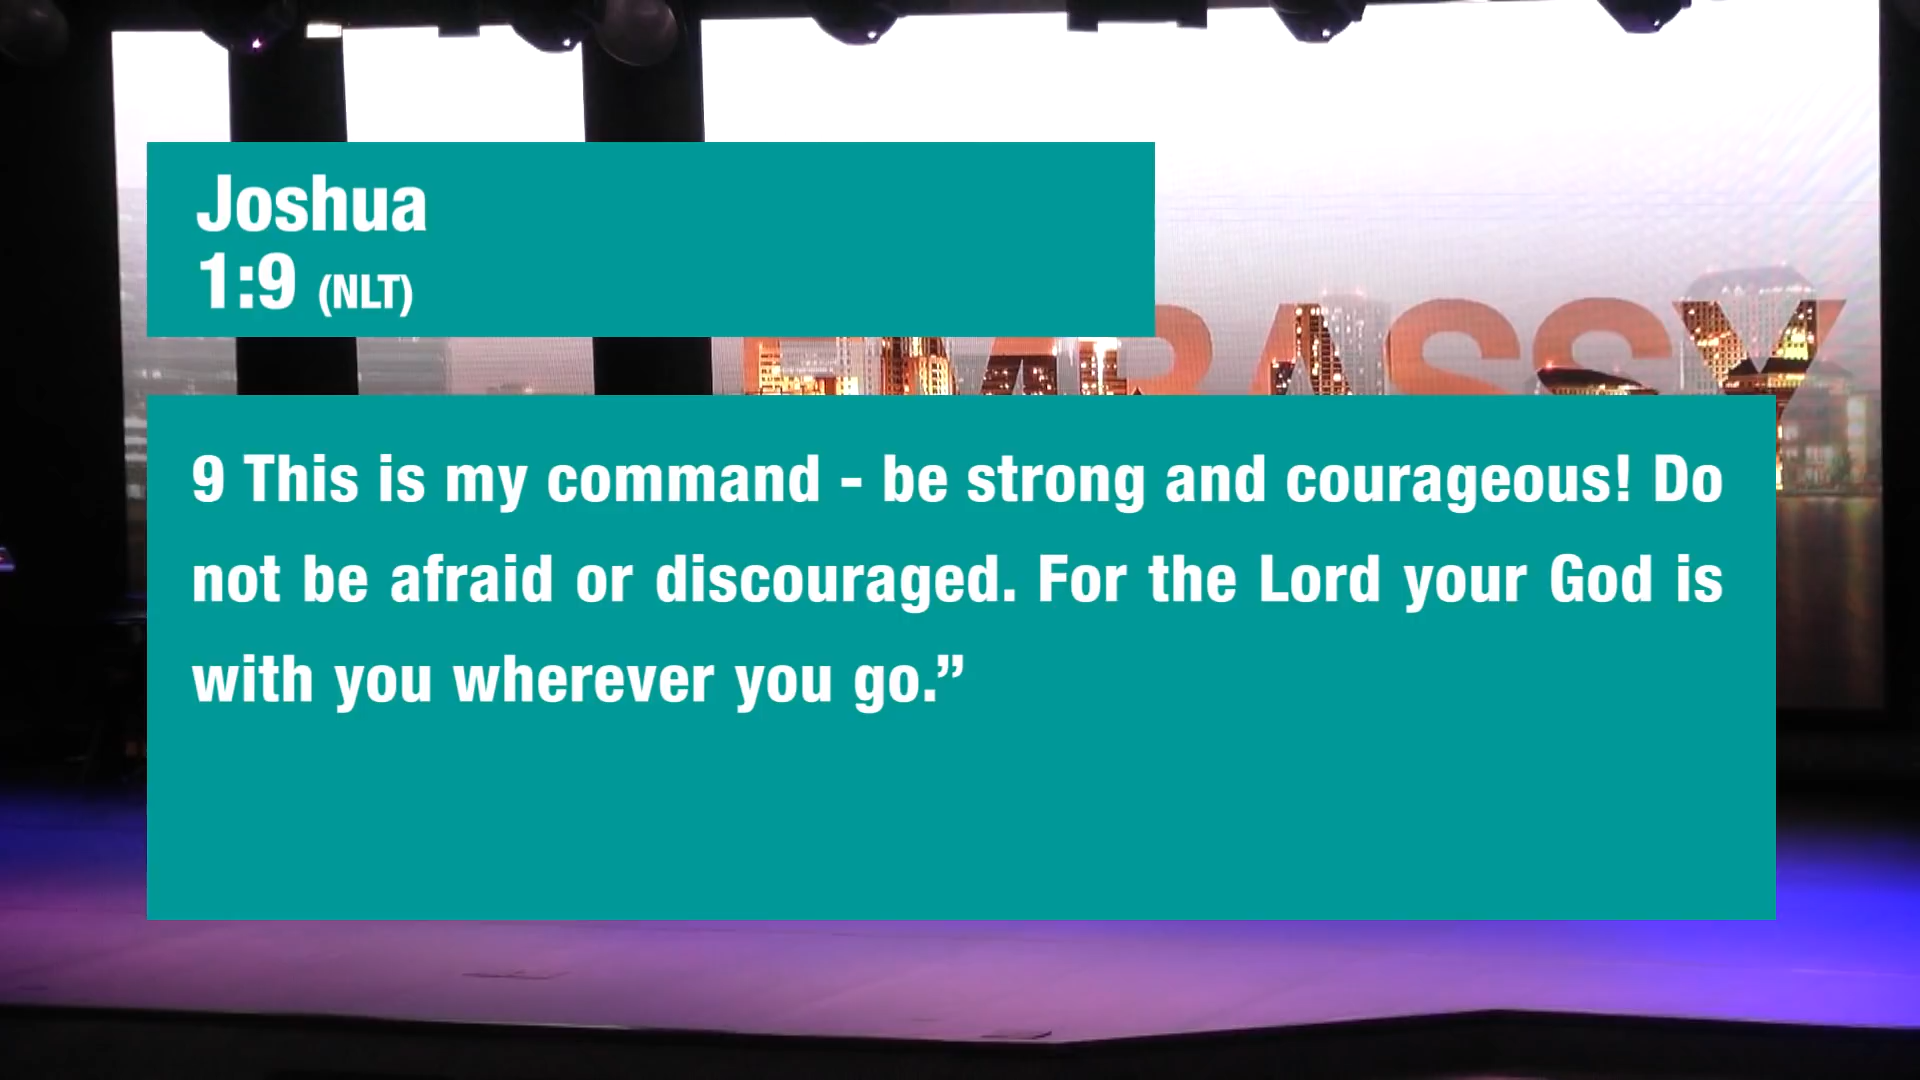 Joshua
1:9 (NLT)
9 This is my command - be strong and courageous! Do
not be afraid or discouraged. For the Lord your God is
with you wherever you go.”